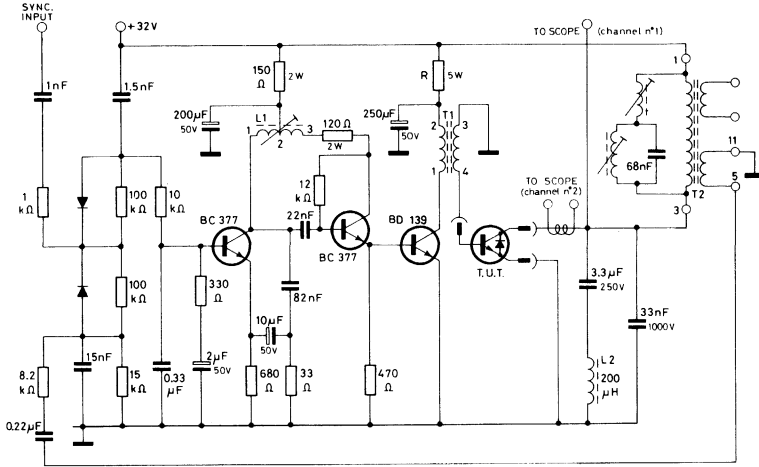 SYNC.
INPUT
+32V
TO SCOPE (channel n°1)
1nF
1.5nF
150
Ω
2W
R
5W
1
200µF
50V
L1
1
2
3
120Ω
2W
250µF
50V
T1
2
3
1
4
68nF
11
5
T2
3
TO SCOPE
(channel n°2)
1
kΩ
100
kΩ
10
kΩ
12
kΩ
22nF
BC 377
BC 377
BD 139
T.U.T.
100
kΩ
330
Ω
82nF
3.3µF
250V
33nF
1000V
10µF
50V
15nF
2µF
50V
8.2
kΩ
15
kΩ
0.33
µF
680
Ω
33
Ω
470
Ω
L2
200
µH
0.22µF